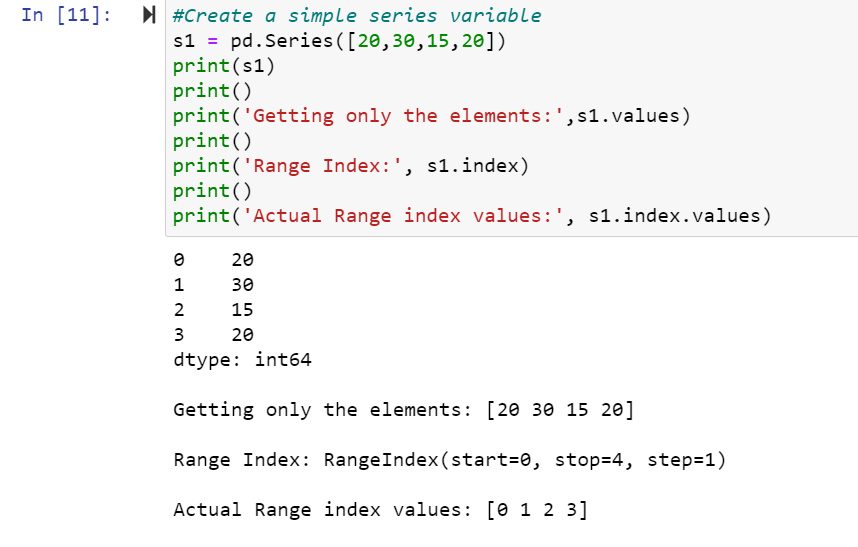 In [11]:
#Create a simple series variable
s1 = pd.Series([20,30,15,20])
print(s1)
print()
print('Getting only the elements:',s1.values)
print()
print('Range Index:', s1.index)
print()
print('Actual Range index values:', s1.index.values)
0    20
1    30
2    15
3    20
dtype: int64
Getting only the elements: [20 30 15 20]
Range Index: RangeIndex(start=0, stop=4, step=1)
Actual Range index values: [0 1 2 3]